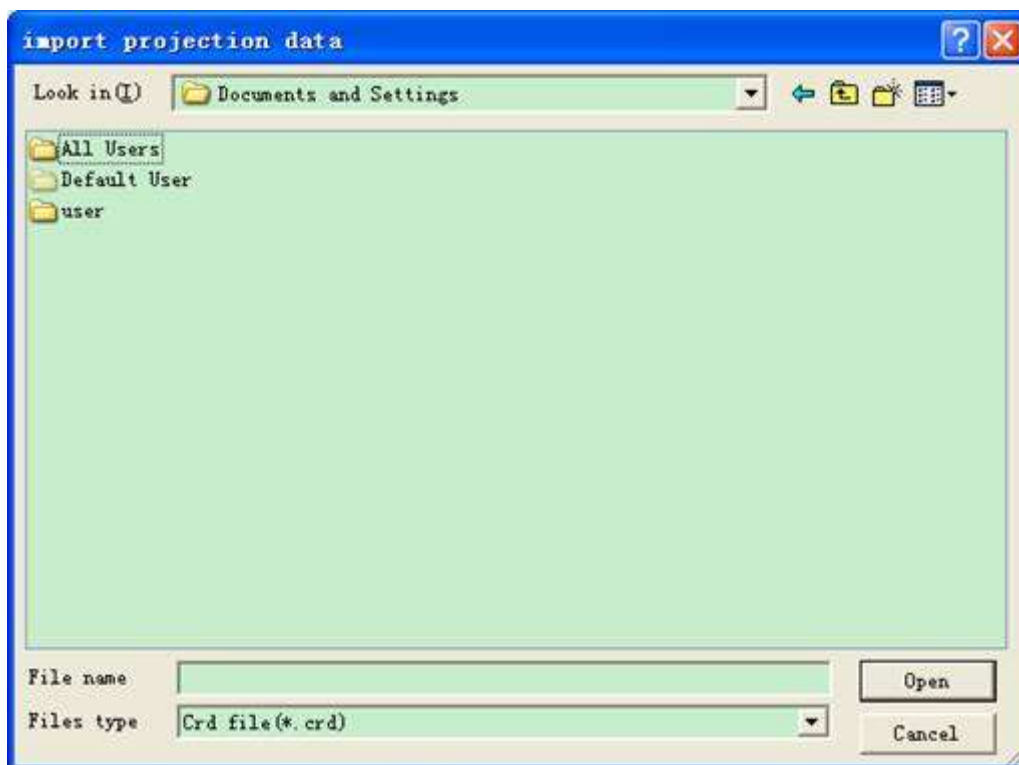 import projection data
Look in(I) Documents and Settings
All Users
Default User
user
File name Open
Files type Crd file(*.crd)
Cancel